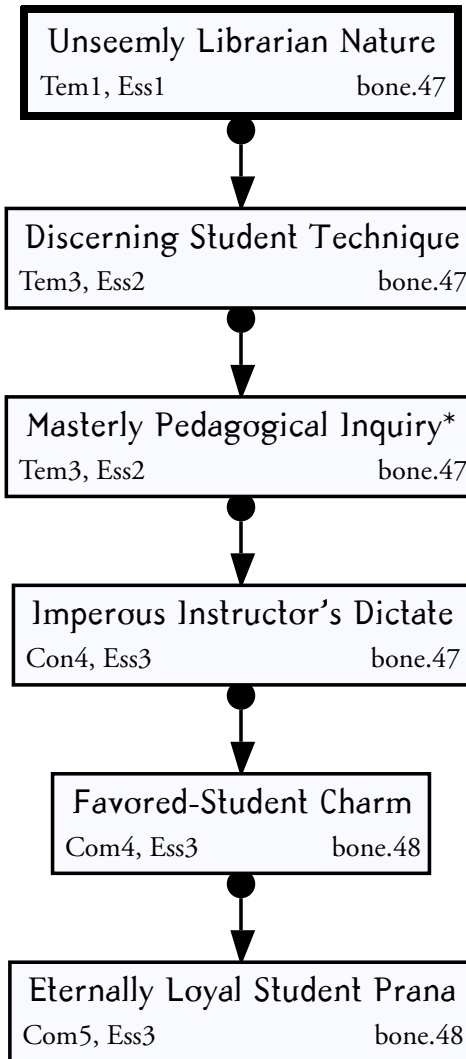 Unseemly Librarian Nature
Tem1, Ess1 bone.47
Discerning Student Technique
Tem3, Ess2 bone.47
Masterly Pedagogical Inquiry*
Tem3, Ess2 bone.47
Imperous Instructor's Dictate
Con4, Ess3 bone.47
Favored-Student Charm
Com4, Ess3 bone.48
Eternally Loyal Student Prana
Com5, Ess3 bone.48